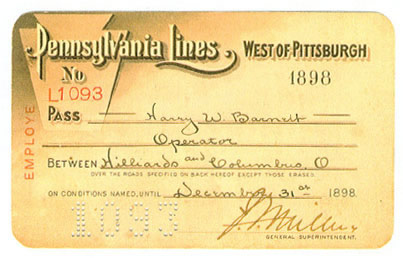 Pennsylvania Lines WEST OF PITTSBURGH
No 1898
L1093
EMPLOYE
PASS Harry W. Barnett
Operator
BETWEEN Hilliards and Columbus, O
OVER THE ROADS SPECIFIED ON BACK HEREOF EXCEPT THOSE ERASED.
ON CONDITIONS NAMED, UNTIL December 31st 1898
1093
J. F. Miller
GENERAL SUPERINTENDENT.